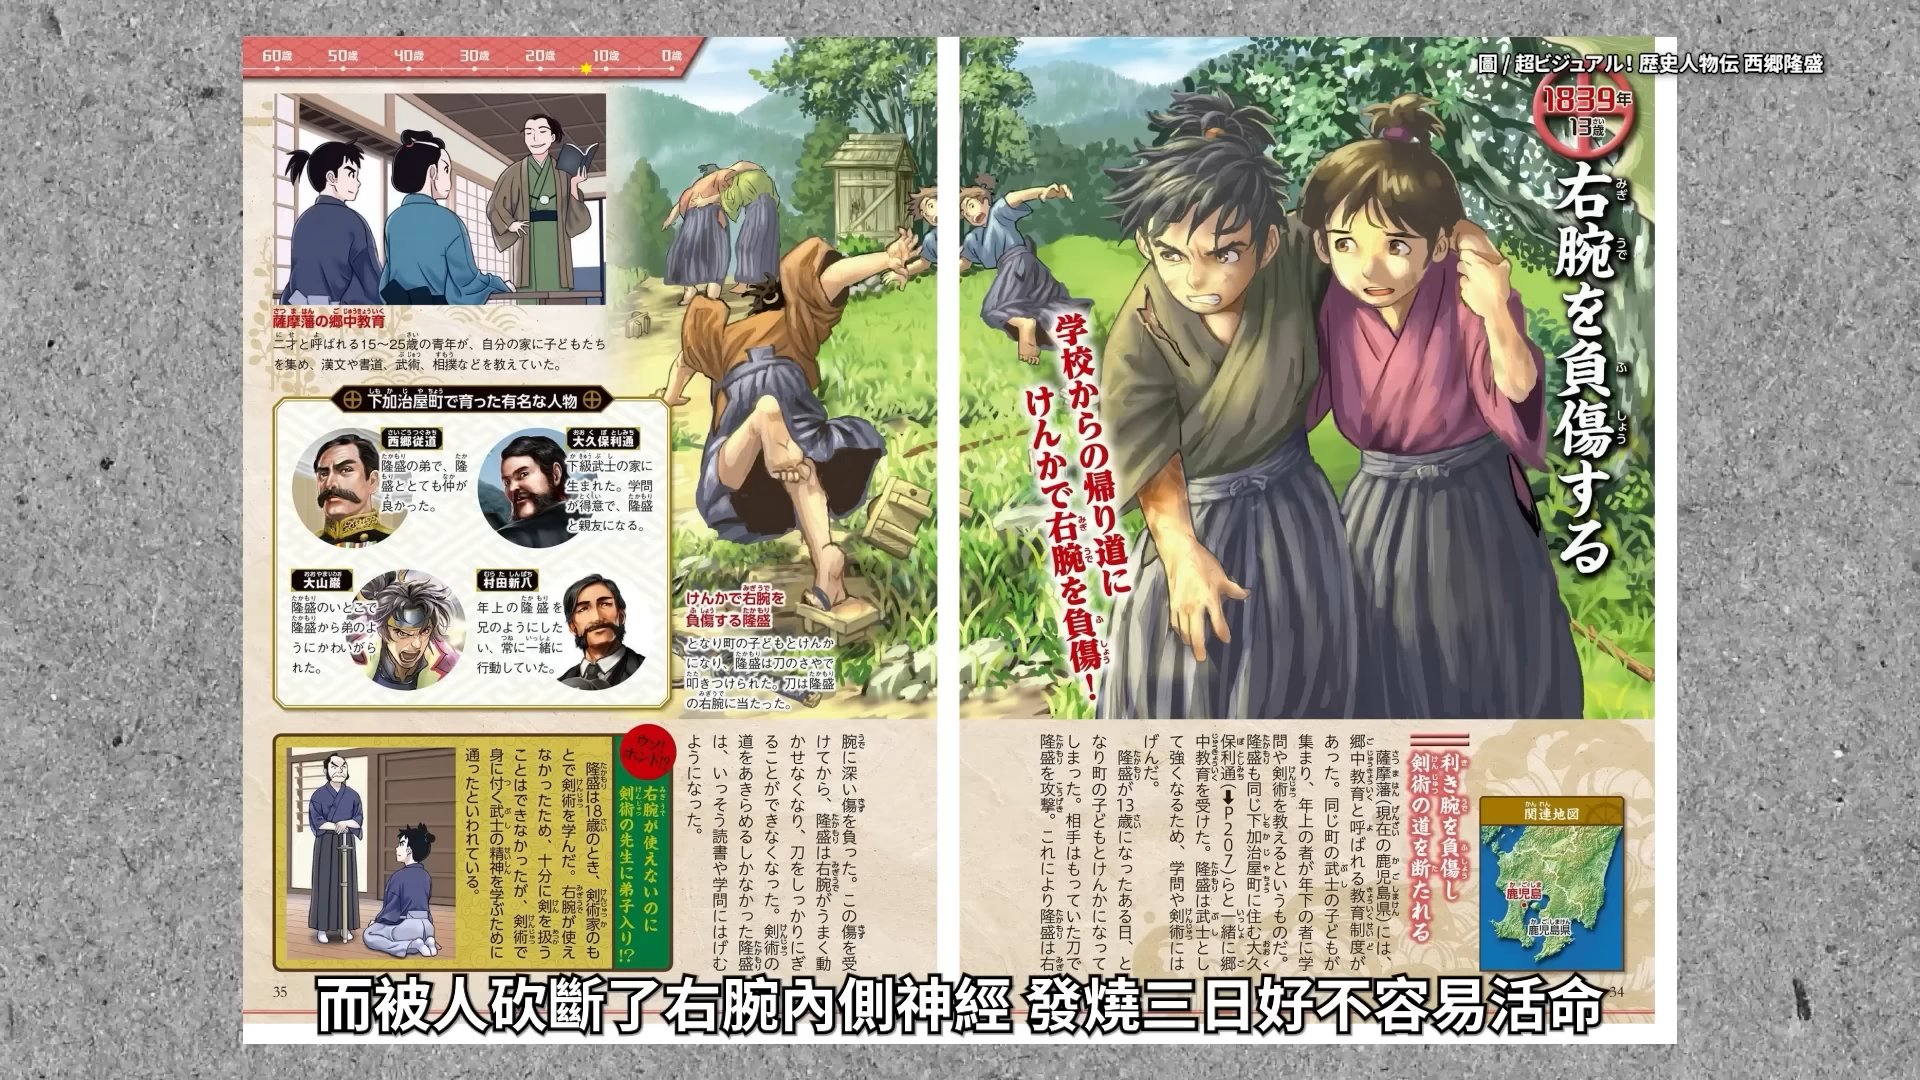 圖 / 超ビジュアル！歴史人物伝 西郷隆盛
1839年
13歳
右腕を負傷する
学校からの帰り道に
けんかで右腕を負傷！
利き腕を負傷し
剣術の道を断たれる
薩摩藩（現在の鹿児島県）には、
郷中教育と呼ばれる教育制度が
あった。同じ町の武士の子どもが
集まり、年上の者が年下の者に学
問や剣術を教えるというものだ。
隆盛も同じ下加治屋町に住む大久
保利通（➡P207）らと一緒に郷
中教育を受けた。隆盛は武士とし
て強くなるため、学問や剣術には
げんだ。
隆盛が13歳になったある日、と
なり町の子どもとけんかになって
しまった。相手はもっていた刀で
隆盛を攻撃。これにより隆盛は右
関連地図
鹿児島
鹿児島県
34
60歳 50歳 40歳 30歳 20歳 10歳 0歳
薩摩藩の郷中教育
二才と呼ばれる15～25歳の青年が、自分の家に子どもたち
を集め、漢文や書道、武術、相撲などを教えていた。
下加治屋町で育った有名な人物
西郷従道
隆盛の弟で、隆
盛ととても仲が
良かった。
大久保利通
下級武士の家に
生まれた。学問
が得意で、隆盛
と親友になる。
大山巌
隆盛のいとこで
隆盛から弟のよ
うにかわいがら
れた。
村田新八
年上の隆盛を
兄のようにした
い、常に一緒に
行動していた。
けんかで右腕を
負傷する隆盛
となり町の子どもとけんか
になり、隆盛は刀のさやで
叩きつけられた。刀は隆盛
の右腕に当たった。
腕に深い傷を負った。この傷を受
けてから、隆盛は右腕がうまく動
かせなくなり、刀をしっかりにぎ
ることができなくなった。剣術の
道をあきらめるしかなかった隆盛
は、いっそう読書や学問にはげむ
ようになった。
ウソ！ホント!?
右腕が使えないのに
剣術の先生に弟子入り!?
隆盛は18歳のとき、剣術家のも
とで剣術を学んだ。右腕が使え
なかったため、十分に剣を扱う
ことはできなかったが、剣術で
身に付く武士の精神を学ぶために
通ったといわれている。
35
而被人砍斷了右腕內側神經 發燒三日好不容易活命